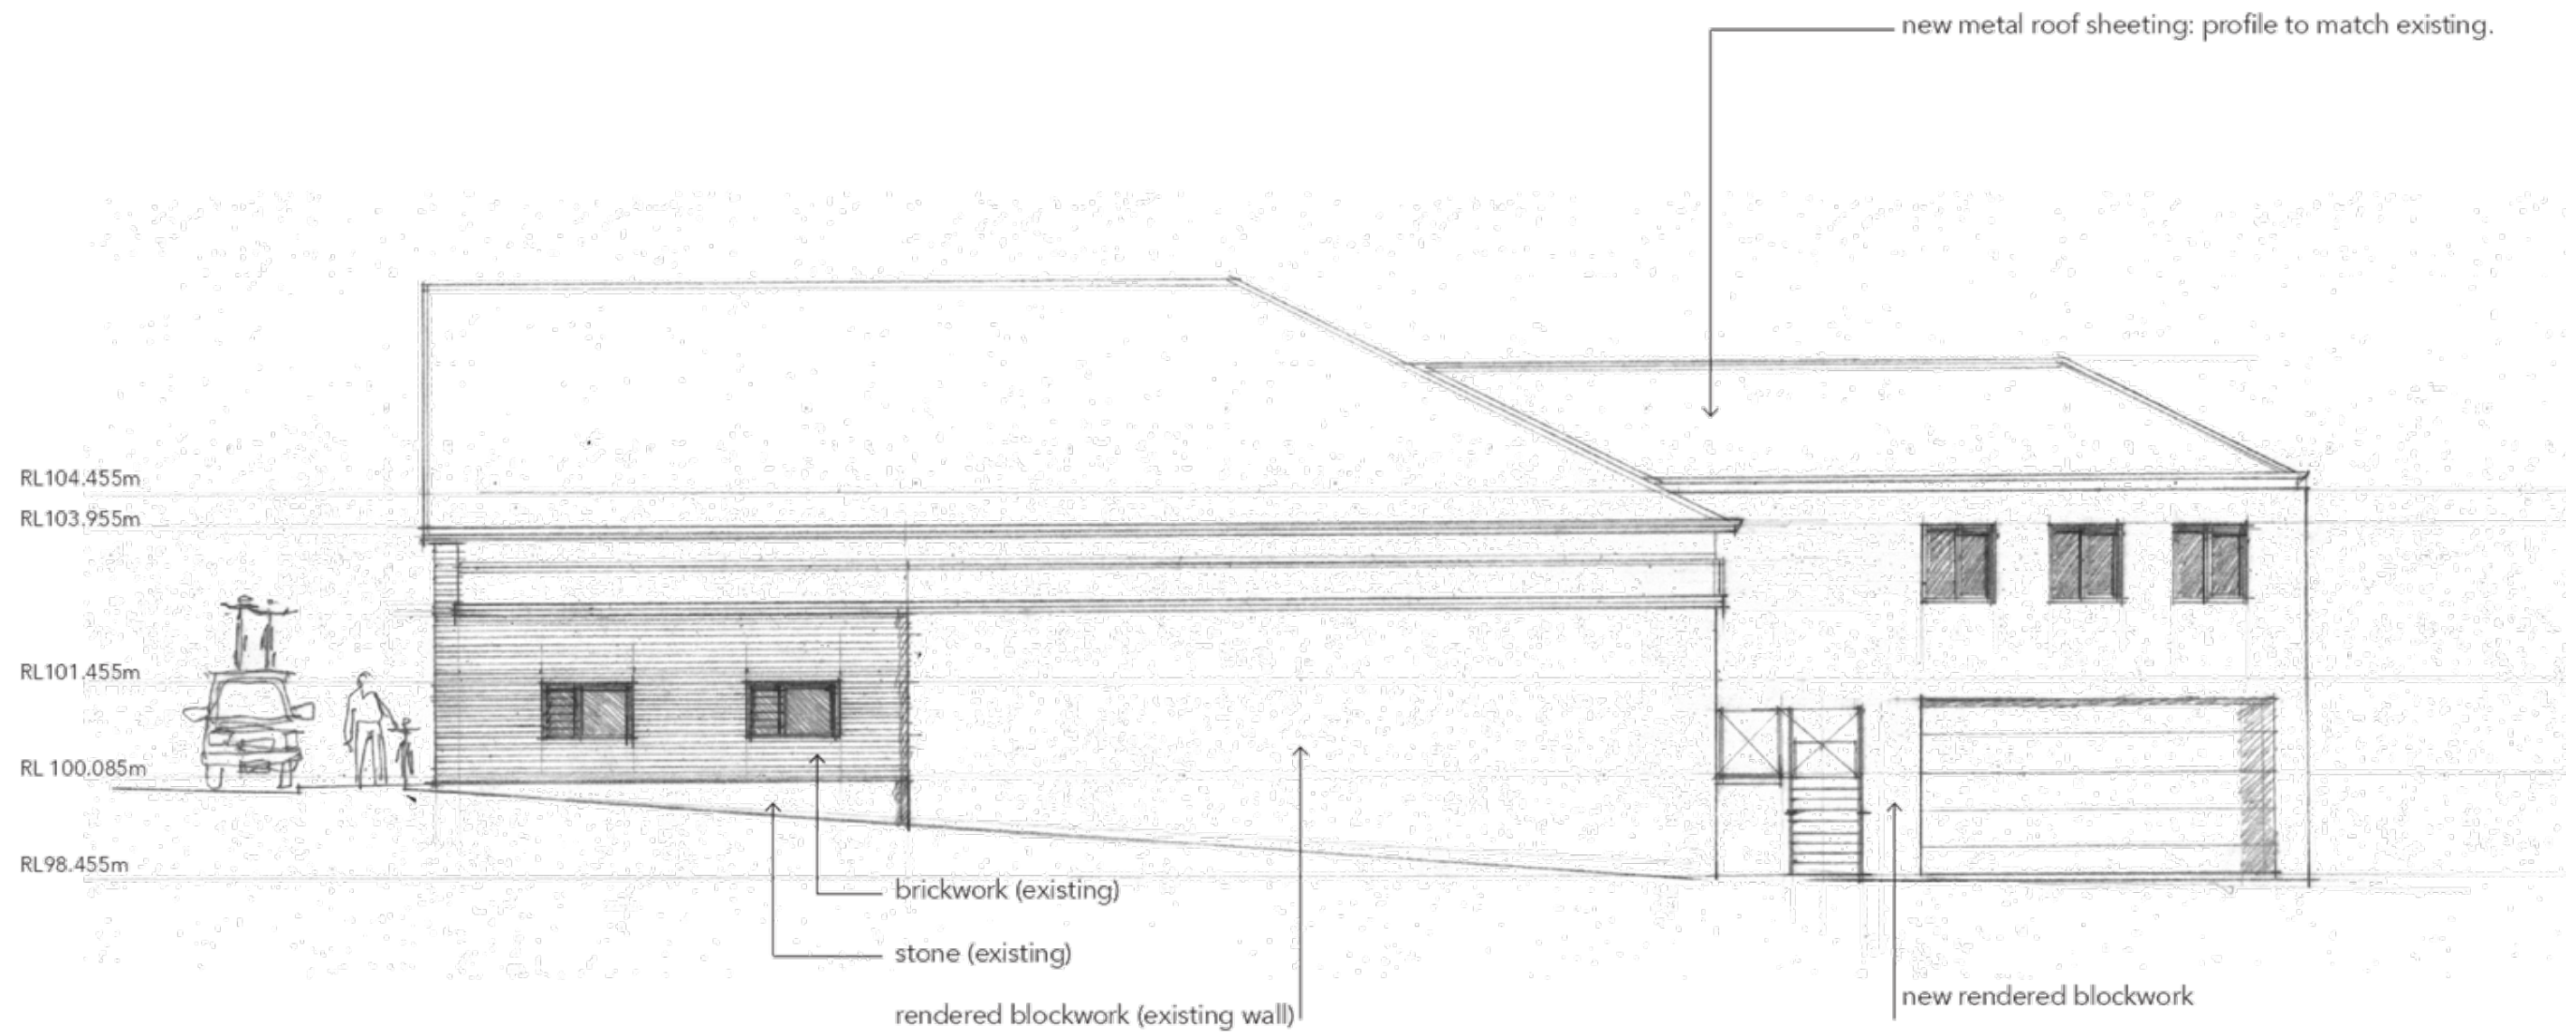 new metal roof sheeting: profile to match existing.
RL104.455m
RL103.955m
RL101.455m
RL 100.085m
RL98.455m
brickwork (existing)
stone (existing)
rendered blockwork (existing wall)
new rendered blockwork